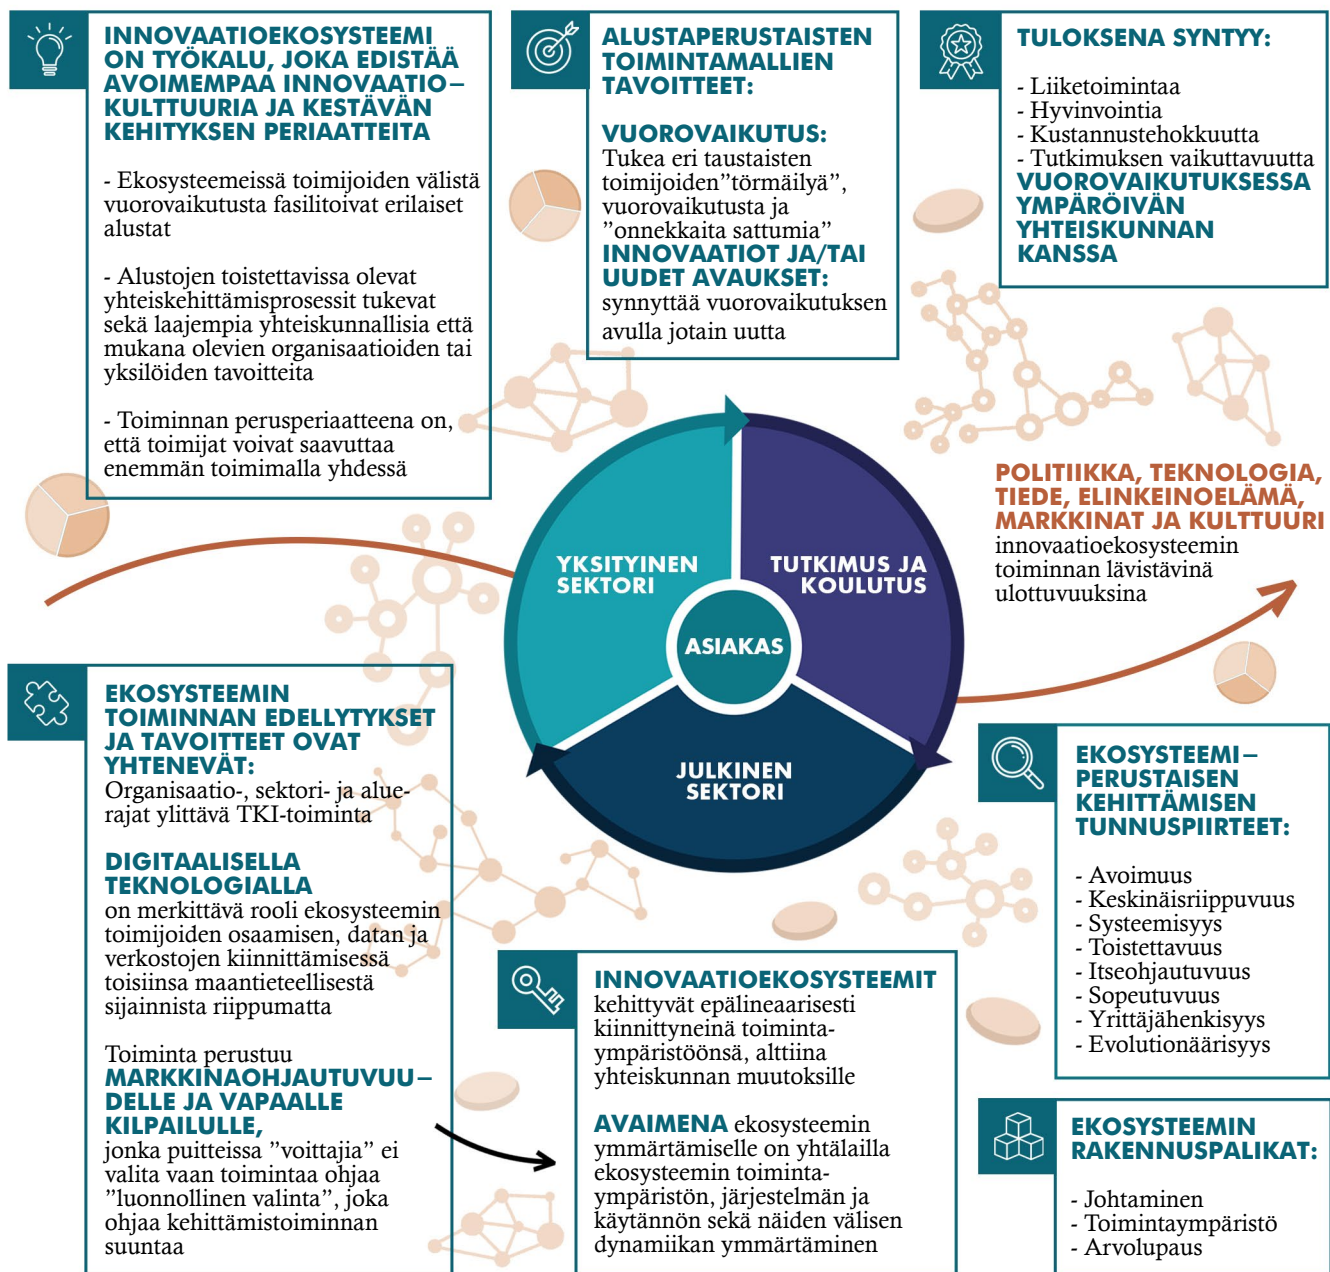 INNOVAATIOEKOSYSTEEMI
ON TYÖKALU, JOKA EDISTÄÄ
AVOIMEMPAA INNOVAATIO–
KULTTUURIA JA KESTÄVÄN
KEHITYKSEN PERIAATTEITA
- Ekosysteemeissä toimijoiden välistä
vuorovaikutusta fasilitoivat erilaiset
alustat
- Alustojen toistettavissa olevat
yhteiskehittämisprosessit tukevat
sekä laajempia yhteiskunnallisia että
mukana olevien organisaatioiden tai
yksilöiden tavoitteita
- Toiminnan perusperiaatteena on,
että toimijat voivat saavuttaa
enemmän toimimalla yhdessä
ALUSTAPERUSTAISTEN
TOIMINTAMALLIEN
TAVOITTEET:
VUOROVAIKUTUS:
Tukea eri taustaisten
toimijoiden”törmäilyä”,
vuorovaikutusta ja
”onnekkaita sattumia”
INNOVAATIOT JA/TAI
UUDET AVAUKSET:
synnyttää vuorovaikutuksen
avulla jotain uutta
TULOKSENA SYNTYY:
- Liiketoimintaa
- Hyvinvointia
- Kustannustehokkuutta
- Tutkimuksen vaikuttavuutta
VUOROVAIKUTUKSESSA
YMPÄRÖIVÄN
YHTEISKUNNAN
KANSSA
POLITIIKKA, TEKNOLOGIA,
TIEDE, ELINKEINOELÄMÄ,
MARKKINAT JA KULTTUURI
innovaatioekosysteemin
toiminnan lävistävinä
ulottuvuuksina
YKSITYINEN
SEKTORI
TUTKIMUS JA
KOULUTUS
ASIAKAS
JULKINEN
SEKTORI
EKOSYSTEEMIN
TOIMINNAN EDELLYTYKSET
JA TAVOITTEET OVAT
YHTENEVÄT:
Organisaatio-, sektori- ja alue-
rajat ylittävä TKI-toiminta
DIGITAALISELLA
TEKNOLOGIALLA
on merkittävä rooli ekosysteemin
toimijoiden osaamisen, datan ja
verkostojen kiinnittämisessä
toisiinsa maantieteellisestä
sijainnista riippumatta
Toiminta perustuu
MARKKINAOHJAUTUVUU–
DELLE JA VAPAALLE
KILPAILULLE,
jonka puitteissa ”voittajia” ei
valita vaan toimintaa ohjaa
”luonnollinen valinta”, joka
ohjaa kehittämistoiminnan
suuntaa
INNOVAATIOEKOSYSTEEMIT
kehittyvät epälineaarisesti
kiinnittyneinä toiminta-
ympäristöönsä, alttiina
yhteiskunnan muutoksille
AVAIMENA ekosysteemin
ymmärtämiselle on yhtälailla
ekosysteemin toiminta-
ympäristön, järjestelmän ja
käytännön sekä näiden välisen
dynamiikan ymmärtäminen
EKOSYSTEEMI–
PERUSTAISEN
KEHITTÄMISEN
TUNNUSPIIRTEET:
- Avoimuus
- Keskinäisriippuvuus
- Systeemisyys
- Toistettavuus
- Itseohjautuvuus
- Sopeutuvuus
- Yrittäjähenkisyys
- Evolutionäärisyys
EKOSYSTEEMIN
RAKENNUSPALIKAT:
- Johtaminen
- Toimintaympäristö
- Arvolupaus